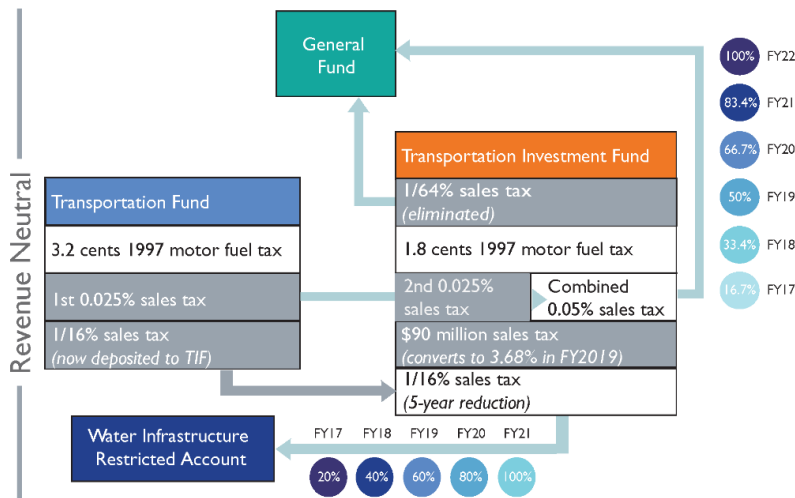 Revenue Neutral
General
Fund
100% FY22
83.4% FY21
66.7% FY20
50% FY19
33.4% FY18
16.7% FY17
Transportation Fund
3.2 cents 1997 motor fuel tax
1st 0.025% sales tax
1/16% sales tax
(now deposited to TIF)
Transportation Investment Fund
1/64% sales tax
(eliminated)
1.8 cents 1997 motor fuel tax
2nd 0.025%
sales tax
Combined
0.05% sales tax
$90 million sales tax
(converts to 3.68% in FY2019)
1/16% sales tax
(5-year reduction)
Water Infrastructure
Restricted Account
FY17 FY18 FY19 FY20 FY21
20% 40% 60% 80% 100%